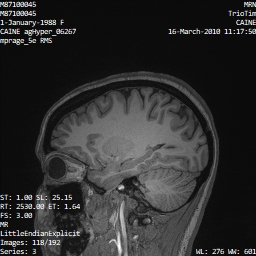 M87100045
MRN
M87100045
TrioTim
1-January-1988 F
CAINE
CAINE agHyper_06267
16-March-2010 11:17:50
mprage_5e RMS
ST: 1.00 SL: 25.15
RT: 2530.00 ET: 1.64
FS: 3.00
MR
LittleEndianExplicit
Images: 118/192
Series: 3
WL: 276 WW: 601